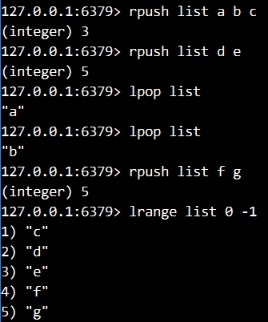 127.0.0.1:6379> rpush list a b c
(integer) 3
127.0.0.1:6379> rpush list d e
(integer) 5
127.0.0.1:6379> lpop list
"a"
127.0.0.1:6379> lpop list
"b"
127.0.0.1:6379> rpush list f g
(integer) 5
127.0.0.1:6379> lrange list 0 -1
1) "c"
2) "d"
3) "e"
4) "f"
5) "g"